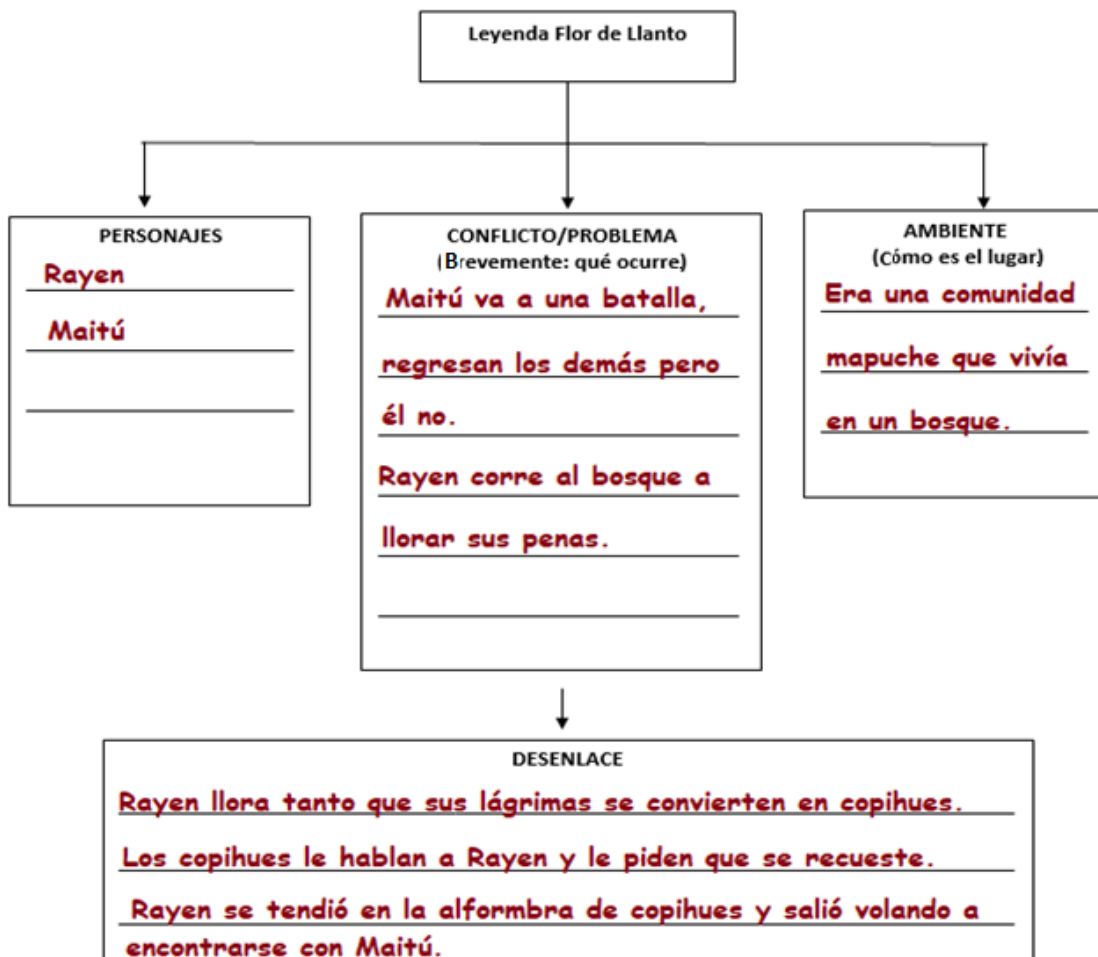 Leyenda Flor de Llanto
PERSONAJES
Rayen
Maitú
CONFLICTO/PROBLEMA
(Brevemente: qué ocurre)
Maitú va a una batalla,
regresan los demás pero
él no.
Rayen corre al bosque a
llorar sus penas.
AMBIENTE
(Cómo es el lugar)
Era una comunidad
mapuche que vivía
en un bosque.
DESENLACE
Rayen llora tanto que sus lágrimas se convierten en copihues.
Los copihues le hablan a Rayen y le piden que se recueste.
Rayen se tendió en la alformbra de copihues y salió volando a
encontrarse con Maitú.